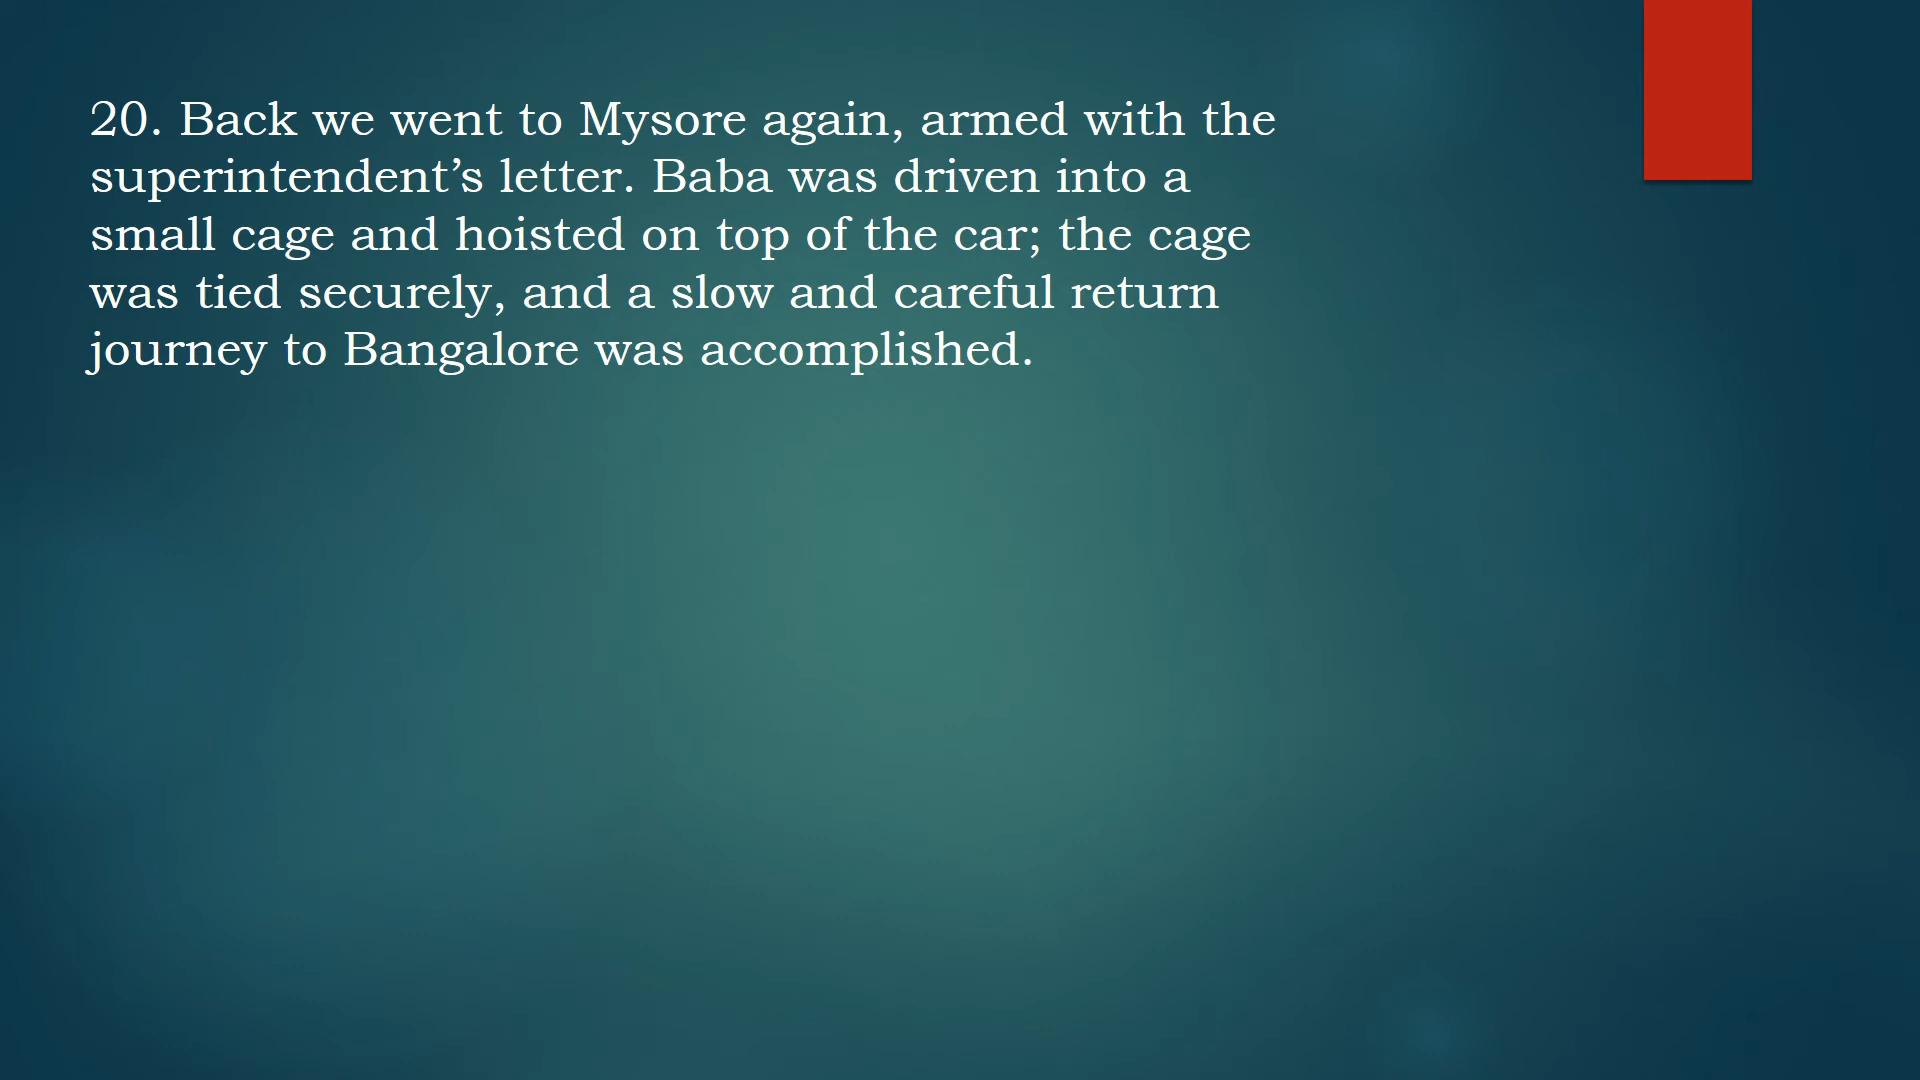 20. Back we went to Mysore again, armed with the
superintendent’s letter. Baba was driven into a
small cage and hoisted on top of the car; the cage
was tied securely, and a slow and careful return
journey to Bangalore was accomplished.